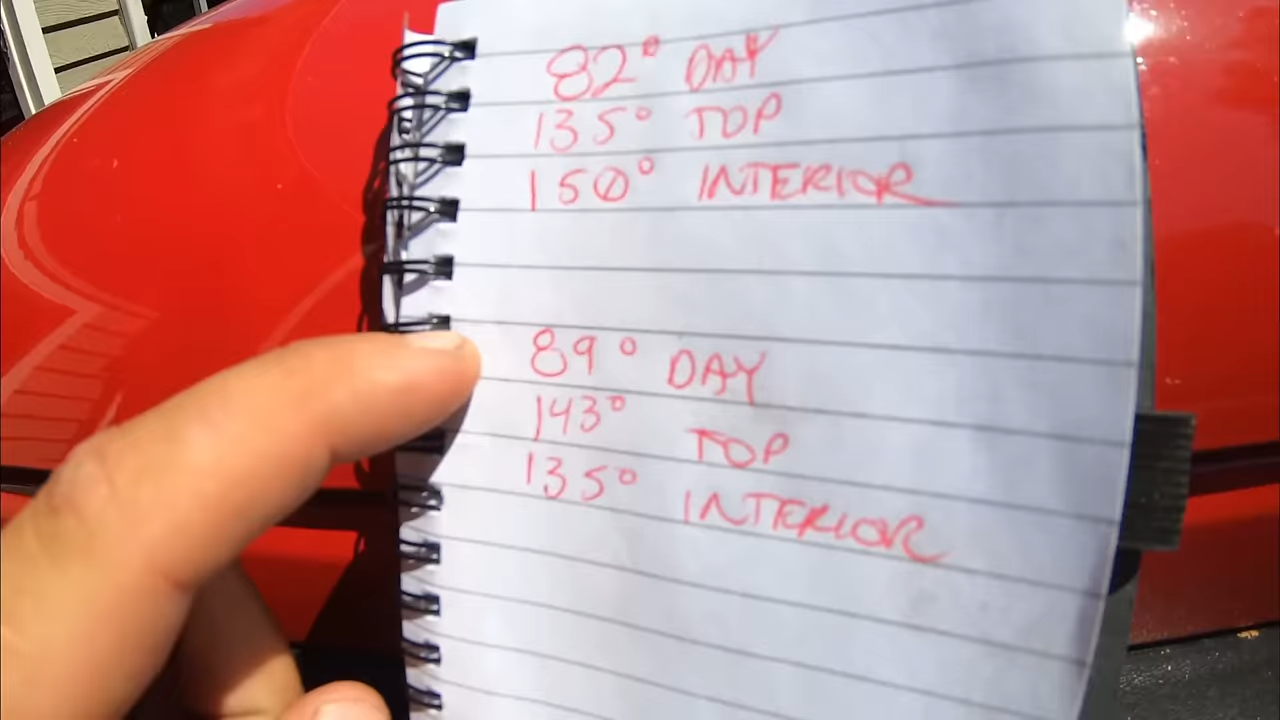 82° DAY
135° TOP
150° INTERIOR
89° DAY
143° TOP
135° INTERIOR